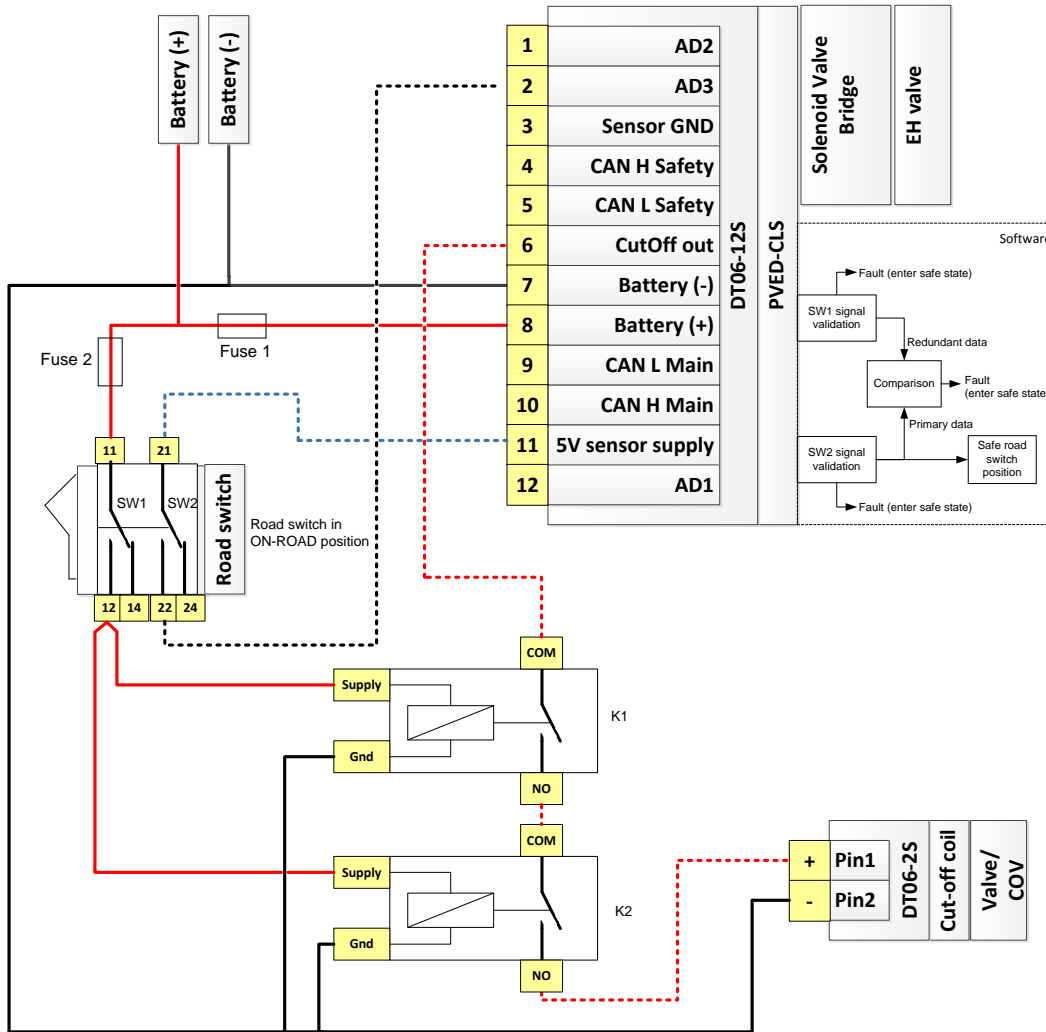 Battery (+)
Battery (-)
1 AD2
2 AD3
3 Sensor GND
4 CAN H Safety
5 CAN L Safety
6 CutOff out
7 Battery (-)
8 Battery (+)
9 CAN L Main
10 CAN H Main
11 5V sensor supply
12 AD1
DT06-12S
PVED-CLS
Solenoid Valve
Bridge
EH valve
Software
Fault (enter safe state)
SW1 signal
validation
Redundant data
Comparison
Fault
(enter safe state)
Primary data
SW2 signal
validation
Safe road
switch
position
Fault (enter safe state)
Fuse 1
Fuse 2
11
21
SW1
SW2
Road switch
Road switch in
ON-ROAD position
12
14
22
24
COM
Supply
K1
Gnd
NO
COM
Supply
K2
Gnd
NO
+ Pin1
- Pin2
DT06-2S
Cut-off coil
Valve/
COV